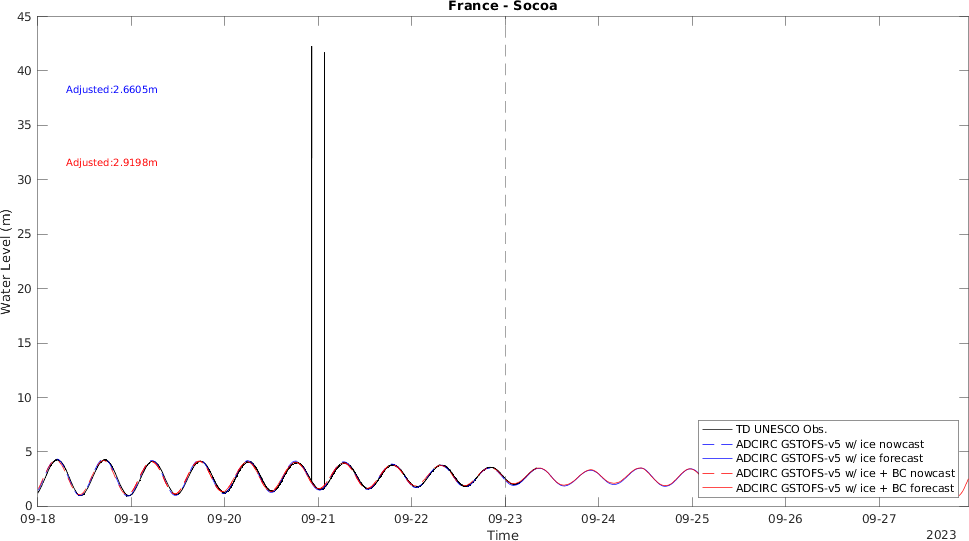 France - Socoa
45
40
35
30
25
20
15
10
5
0
Water Level (m)
Adjusted:2.6605m
Adjusted:2.9198m
TD UNESCO Obs.
ADCIRC GSTOFS-v5 w/ ice nowcast
ADCIRC GSTOFS-v5 w/ ice forecast
ADCIRC GSTOFS-v5 w/ ice + BC nowcast
ADCIRC GSTOFS-v5 w/ ice + BC forecast
09-18 09-19 09-20 09-21 09-22 09-23 09-24 09-25 09-26 09-27
Time
2023